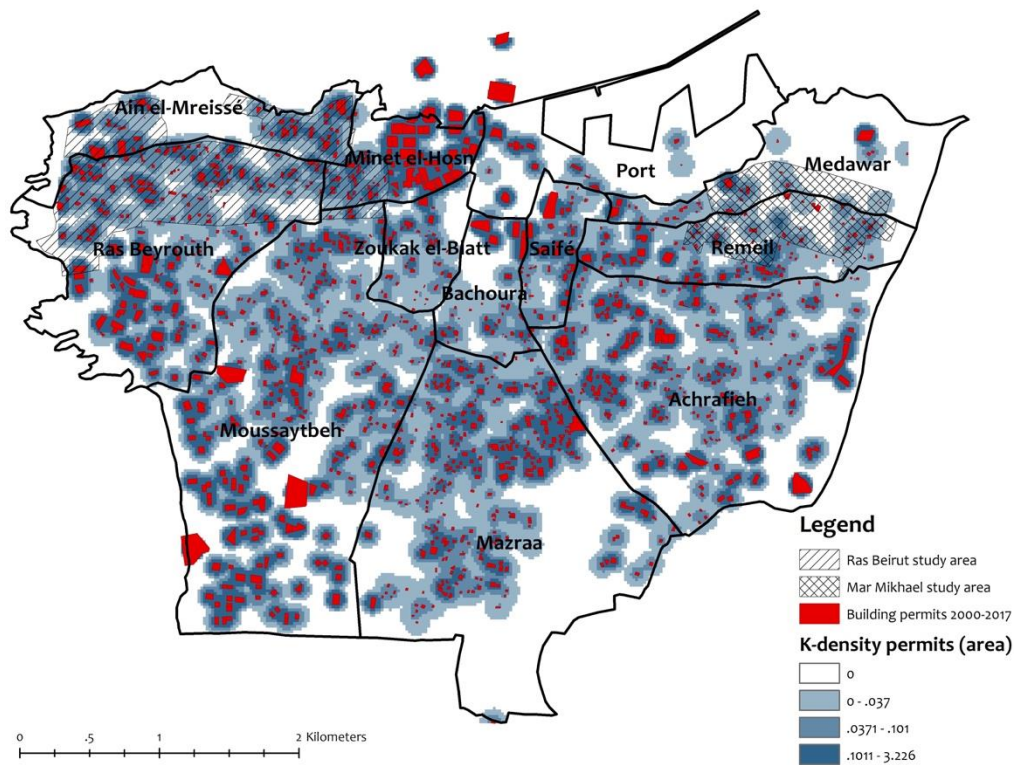 Ain el-Mreissé
Minet el-Hosn
Port
Medawar
Ras Beyrouth
Zoukak el-Blatt
Saifé
Remeil
Bachoura
Achrafieh
Moussaytbeh
Mazraa
Legend
Ras Beirut study area
Mar Mikhael study area
Building permits 2000-2017
K-density permits (area)
0
0 - .037
.0371 - .101
.1011 - 3.226
0 .5 1 2 Kilometers